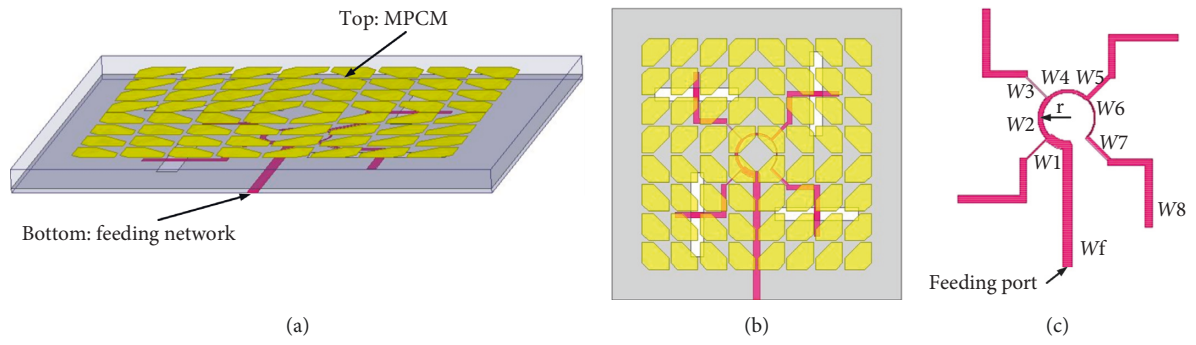 Top: MPCM
Bottom: feeding network
(a)
(b)
W4
W5
W3
r
W6
W2
W7
W1
W8
Wf
Feeding port
(c)